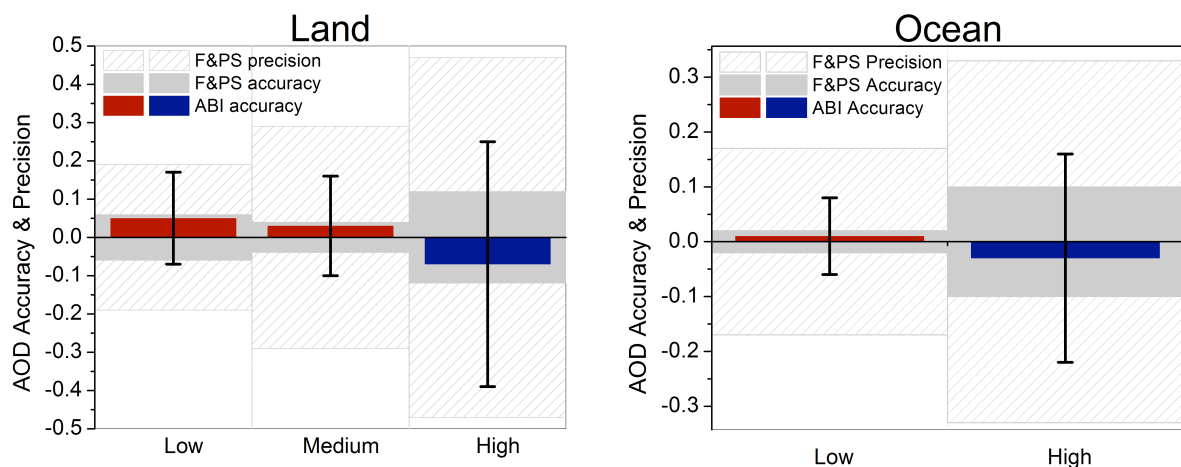 Land
AOD Accuracy & Precision
0.5
0.4
0.3
0.2
0.1
0.0
-0.1
-0.2
-0.3
-0.4
-0.5
F&PS precision
F&PS accuracy
ABI accuracy
Low Medium High
Ocean
AOD Accuracy & Precision
0.3
0.2
0.1
0.0
-0.1
-0.2
-0.3
F&PS Precision
F&PS Accuracy
ABI Accuracy
Low High